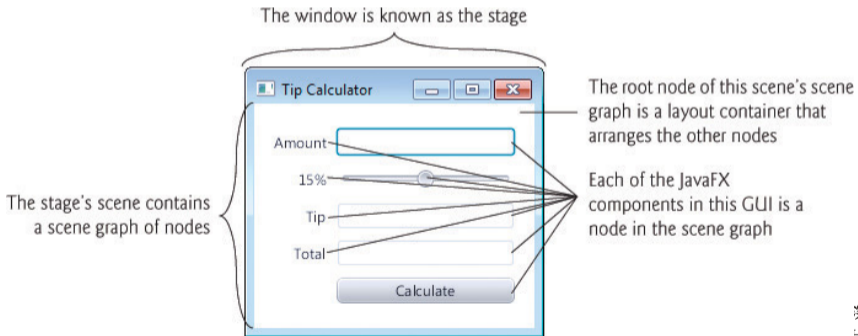 The window is known as the stage
Tip Calculator
The root node of this scene's scene
graph is a layout container that
arranges the other nodes
Amount
15%
Each of the JavaFX
components in this GUI is a
node in the scene graph
The stage's scene contains
a scene graph of nodes
Tip
Total
Calculate